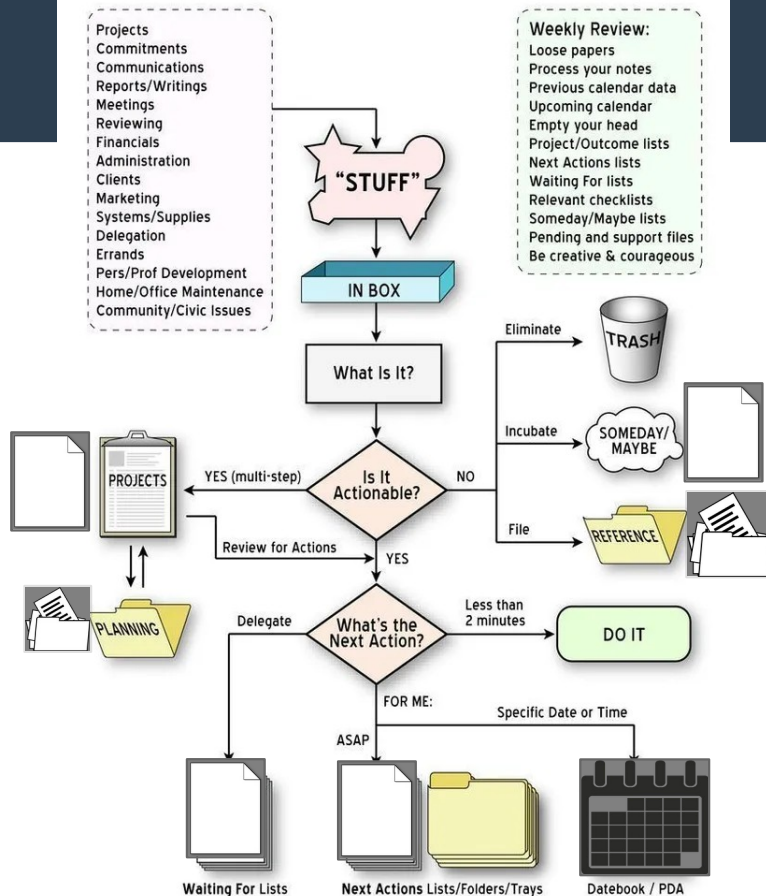 Projects
Commitments
Communications
Reports/Writings
Meetings
Reviewing
Financials
Administration
Clients
Marketing
Systems/Supplies
Delegation
Errands
Pers/Prof Development
Home/Office Maintenance
Community/Civic Issues
Weekly Review:
Loose papers
Process your notes
Previous calendar data
Upcoming calendar
Empty your head
Project/Outcome lists
Next Actions lists
Waiting For lists
Relevant checklists
Someday/Maybe lists
Pending and support files
Be creative & courageous
"STUFF"
IN BOX
What Is It?
Eliminate
TRASH
Incubate
SOMEDAY/
MAYBE
File
REFERENCE
Is It
Actionable?
NO
YES (multi-step)
PROJECTS
Review for Actions
YES
PLANNING
What's the
Next Action?
Delegate
Less than
2 minutes
DO IT
FOR ME:
Specific Date or Time
ASAP
Waiting For Lists
Next Actions Lists/Folders/Trays
Datebook / PDA